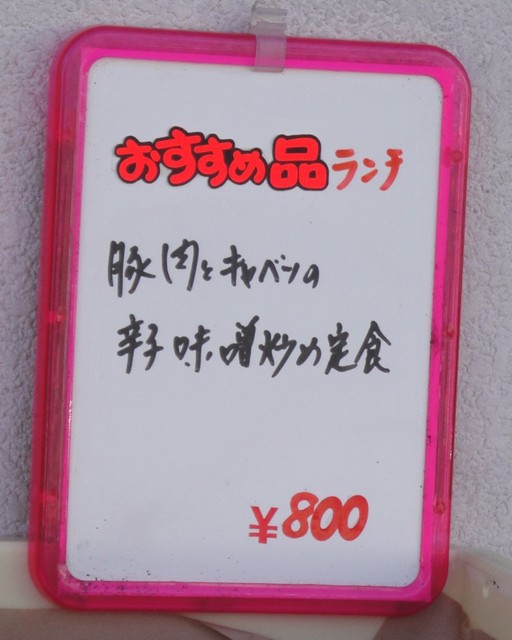 おすすめ品ランチ
豚肉とキャベツの
辛子味噌炒め定食
¥800